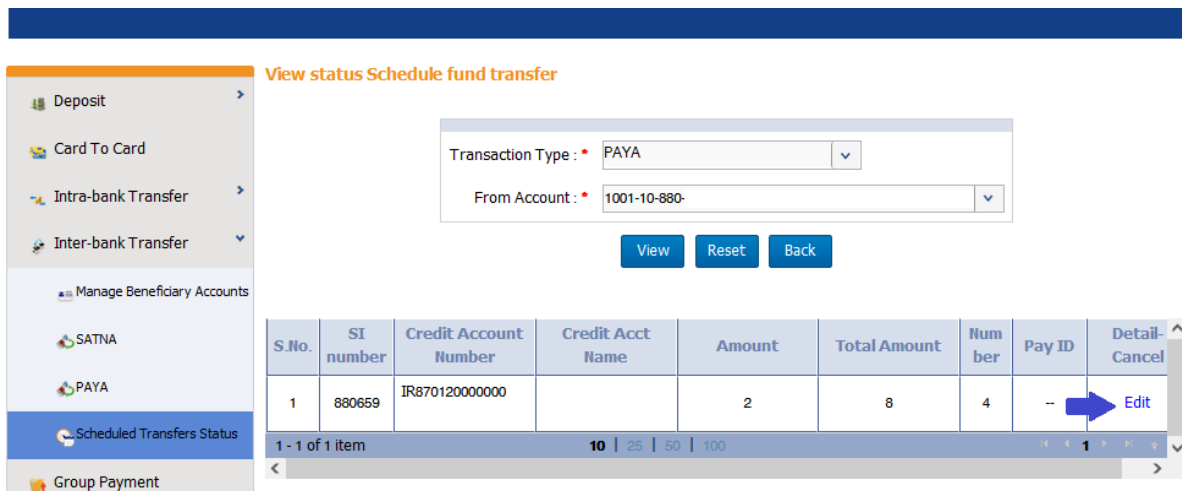 View status Schedule fund transfer
Deposit
Card To Card
Intra-bank Transfer
Inter-bank Transfer
Manage Beneficiary Accounts
SATNA
PAYA
Scheduled Transfers Status
Group Payment
Transaction Type : * PAYA
From Account : * 1001-10-880-
View Reset Back
S.No. SI number Credit Account Number Credit Acct Name Amount Total Amount Num ber Pay ID Detail-Cancel
1 880659 IR870120000000 2 8 4 -- Edit
1 - 1 of 1 item 10 | 25 | 50 | 100 1